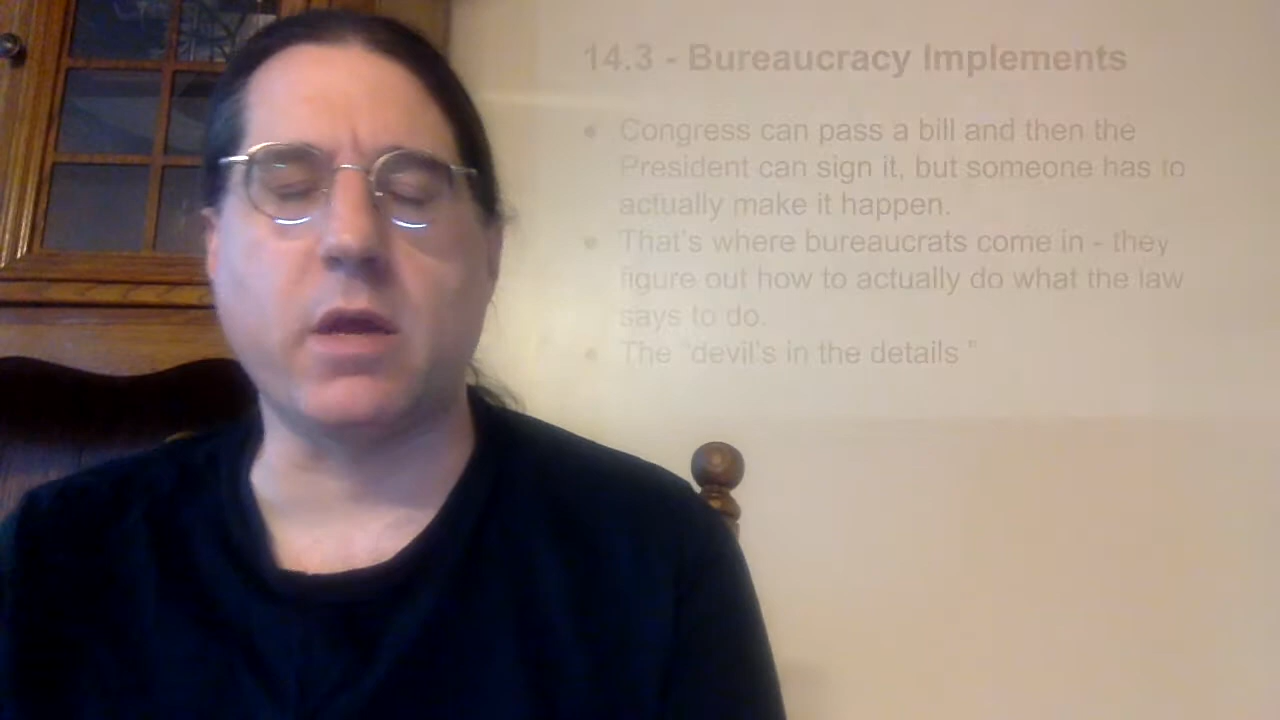 14.3 - Bureaucracy Implements
• Congress can pass a bill and then the
President can sign it, but someone has to
actually make it happen.
• That's where bureaucrats come in - they
figure out how to actually do what the law
says to do.
• The "devil's in the details "